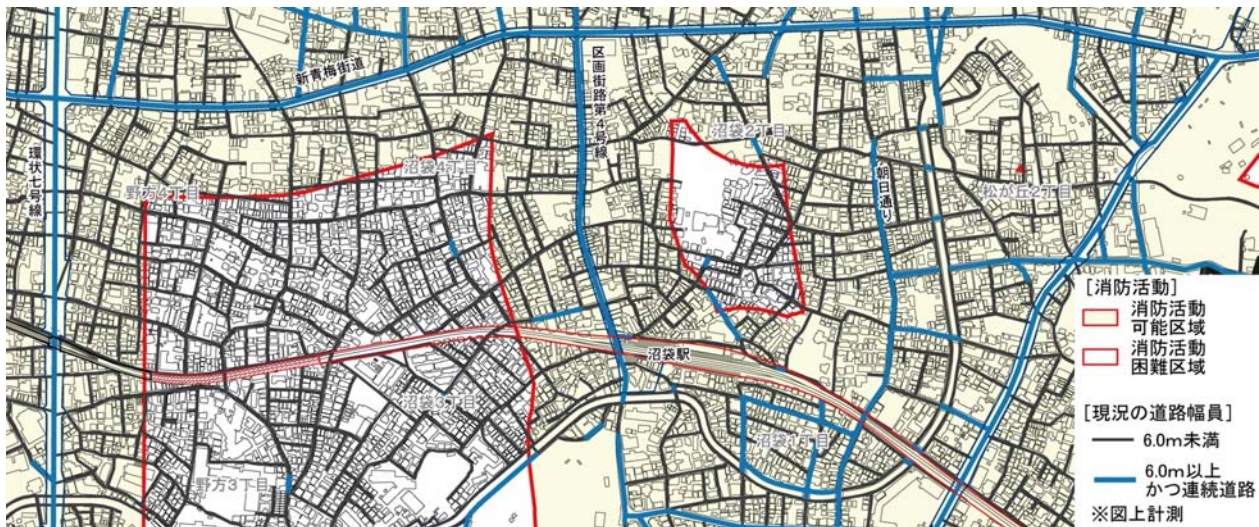 新青梅街道
区画街路第4号線
沼袋2丁目
環状七号線
沼袋4丁目
朝日通り
野方4丁目
松が丘2丁目
沼袋駅
沼袋3丁目
沼袋1丁目
野方3丁目
[消防活動]
消防活動
可能区域
消防活動
困難区域
[現況の道路幅員]
6.0m未満
6.0m以上
かつ連続道路
※図上計測